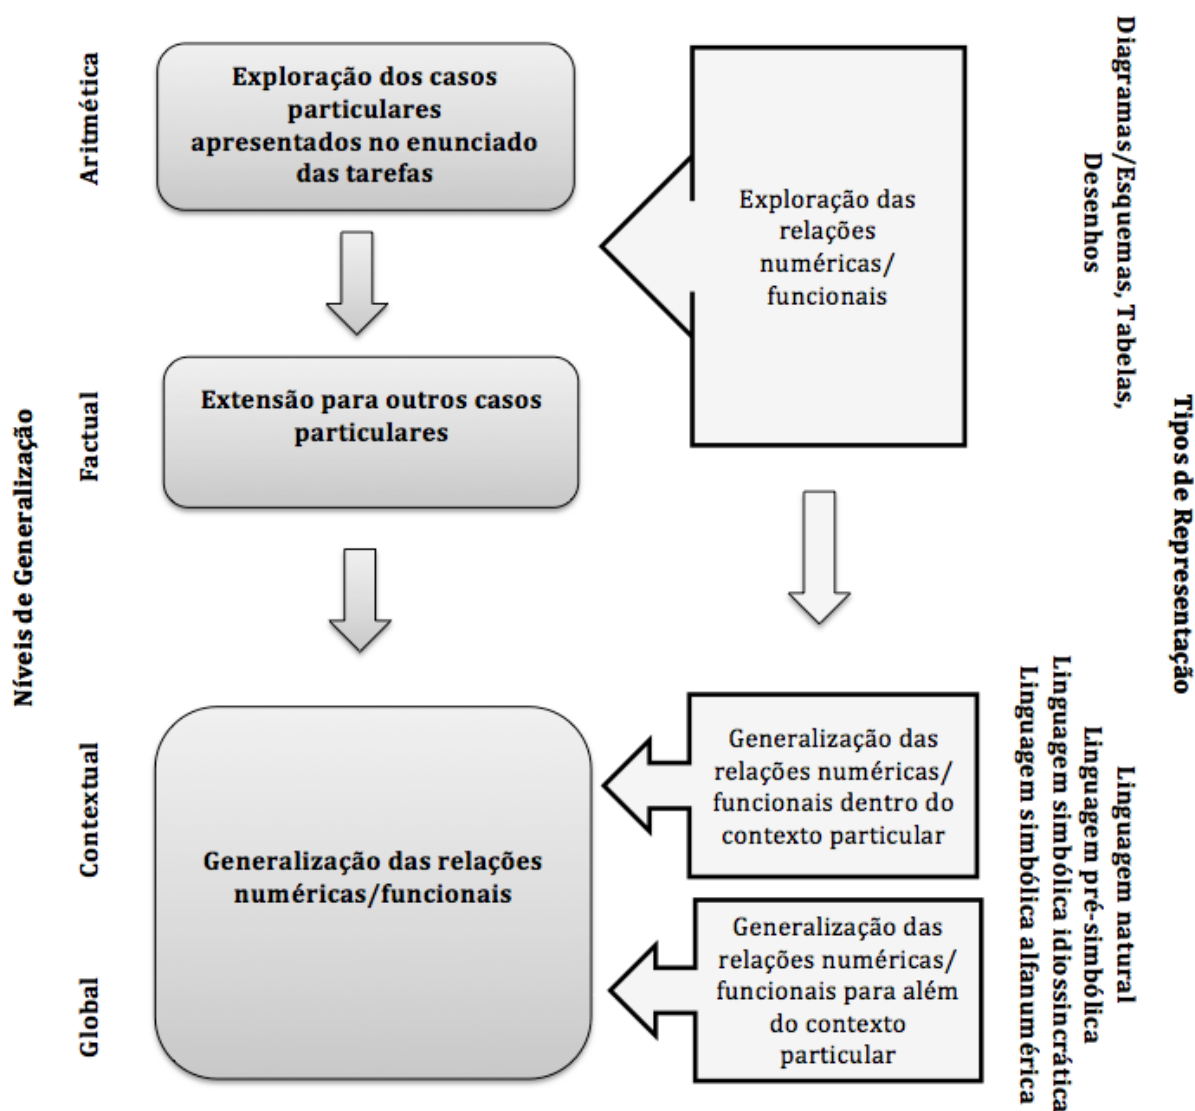 Níveis de Generalização
Aritmética
Factual
Contextual
Global
Exploração dos casos
particulares
apresentados no enunciado
das tarefas
Extensão para outros casos
particulares
Generalização das relações
numéricas/funcionais
Exploração das
relações
numéricas/
funcionais
Generalização das
relações numéricas/
funcionais dentro do
contexto particular
Generalização das
relações numéricas/
funcionais para além
do contexto
particular
Diagramas/Esquemas, Tabelas,
Desenhos
Linguagem natural
Linguagem pré-simbólica
Linguagem simbólica idiossincrática
Linguagem simbólica alfanumérica
Tipos de Representação